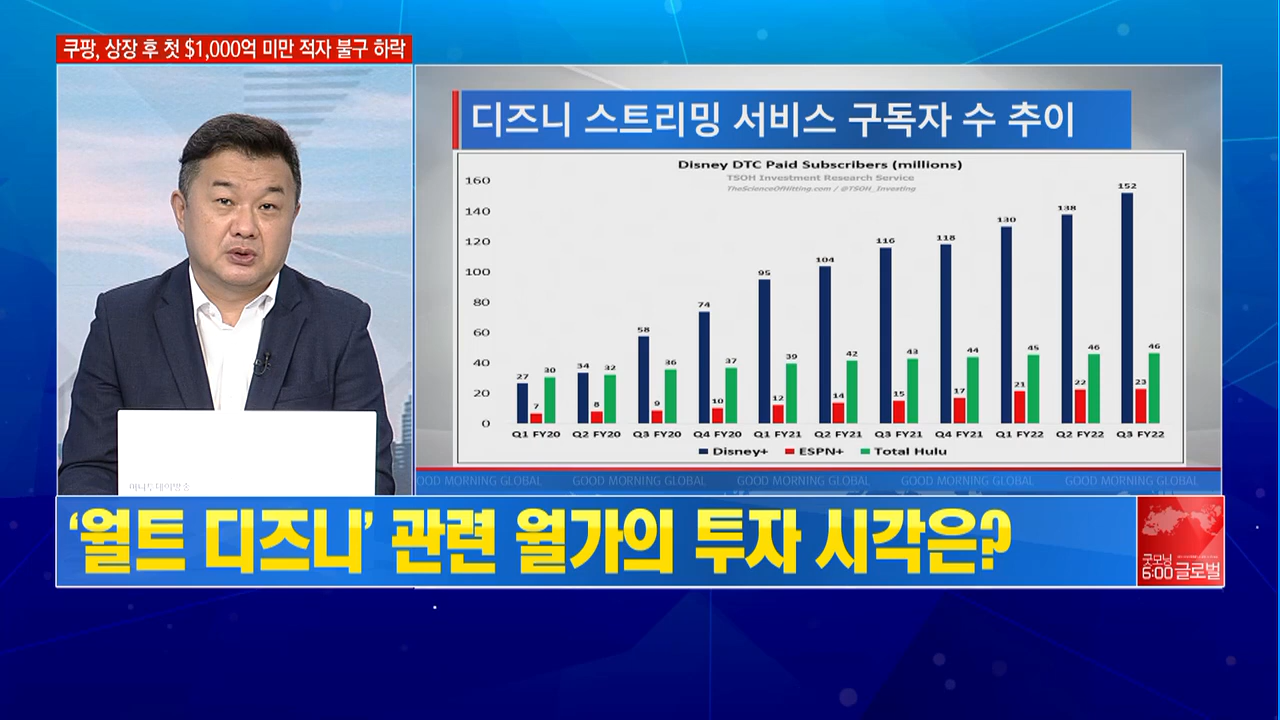 쿠팡, 상장 후 첫 $1,000억 미만 적자 불구 하락
디즈니 스트리밍 서비스 구독자 수 추이
Disney DTC Paid Subscribers (millions)
TSOH Investment Research Service
TheScienceOfHitting.com / @TSOH_Investing
160
140
120
100
80
60
40
20
0
27 7 30
34 8 32
58 9 36
74 10 37
95 12 39
104 14 42
116 15 43
118 17 44
130 21 45
138 22 46
152 23 46
Q1 FY20 Q2 FY20 Q3 FY20 Q4 FY20 Q1 FY21 Q2 FY21 Q3 FY21 Q4 FY21 Q1 FY22 Q2 FY22 Q3 FY22
Disney+ ESPN+ Total Hulu
GOOD MORNING GLOBAL GOOD MORNING GLOBAL GOOD MORNING GLOBAL GOOD MORNING GLOBAL GOOD MORNING GLOBAL
머니투데이방송
‘월트 디즈니’ 관련 월가의 투자 시각은?
굿모닝
6:00 글로벌